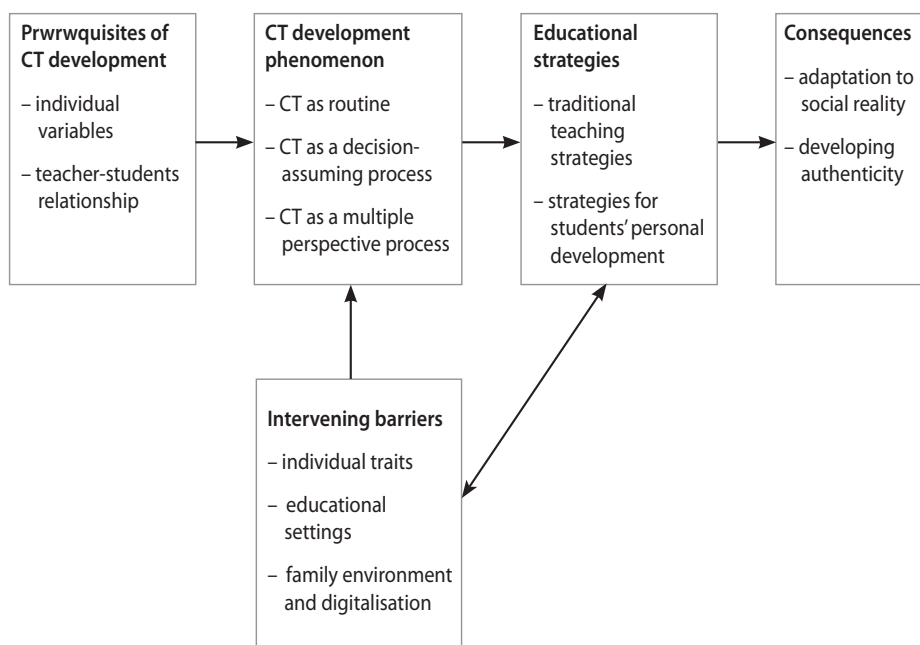 Prwrwquisites of
CT development
– individual
variables
– teacher-students
relationship
CT development
phenomenon
– CT as routine
– CT as a decision-
assuming process
– CT as a multiple
perspective process
Educational
strategies
– traditional
teaching
strategies
– strategies for
students’ personal
development
Consequences
– adaptation to
social reality
– developing
authenticity
Intervening barriers
– individual traits
– educational
settings
– family environment
and digitalisation